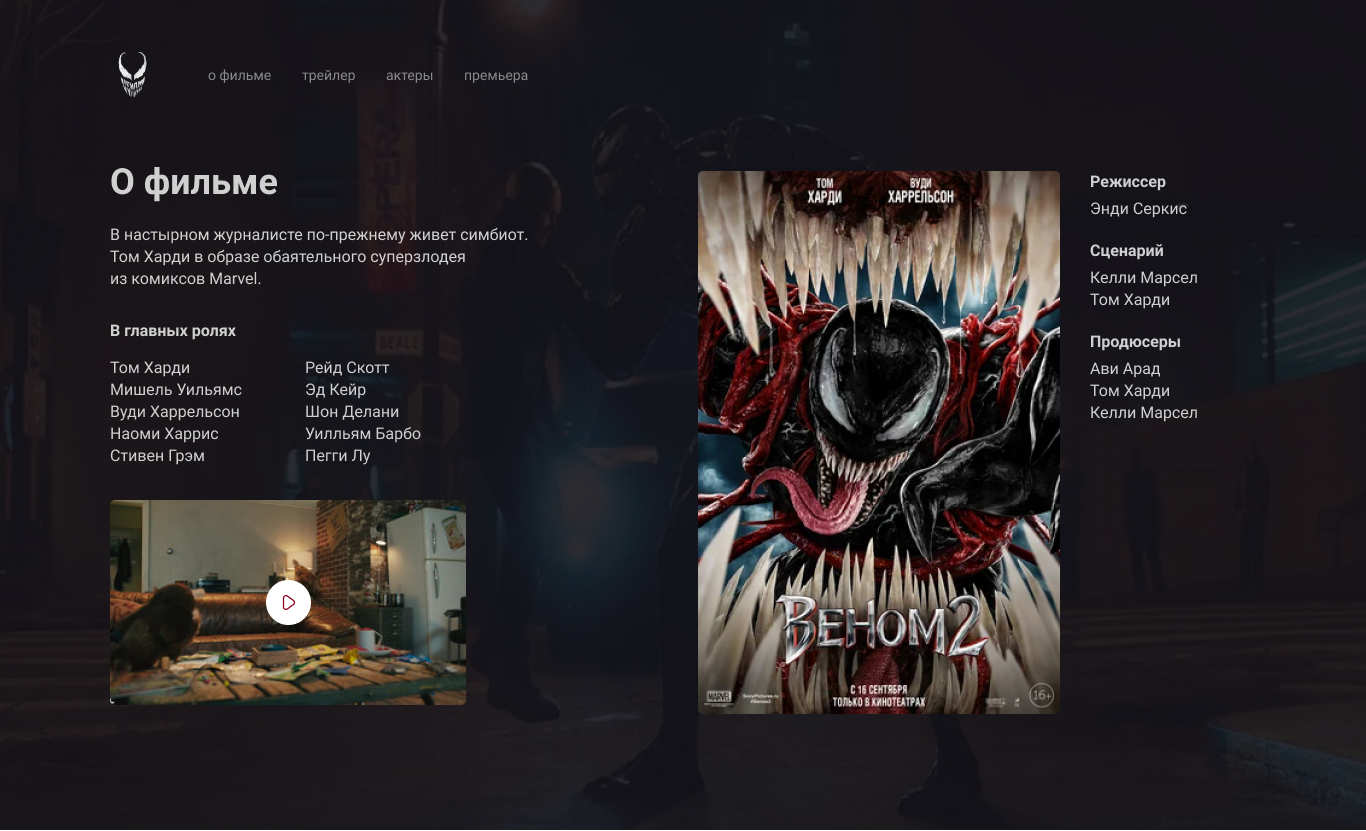 о фильме
трейлер
актеры
премьера
О фильме
В настырном журналисте по-прежнему живет симбиот.
Том Харди в образе обаятельного суперзлодея
из комиксов Marvel.
В главных ролях
Том Харди
Мишель Уильямс
Вуди Харрельсон
Наоми Харрис
Стивен Грэм
Рейд Скотт
Эд Кейр
Шон Делани
Уилльям Барбо
Пегги Лу
ТОМ
ХАРДИ
ВУДИ
ХАРРЕЛЬСОН
ВЕНОМ2
С 16 СЕНТЯБРЯ
ТОЛЬКО В КИНОТЕАТРАХ
MARVEL
SonyPictures.ru
#Веном2
16+
Режиссер
Энди Серкис
Сценарий
Келли Марсел
Том Харди
Продюсеры
Ави Арад
Том Харди
Келли Марсел
OPERA
BEALE